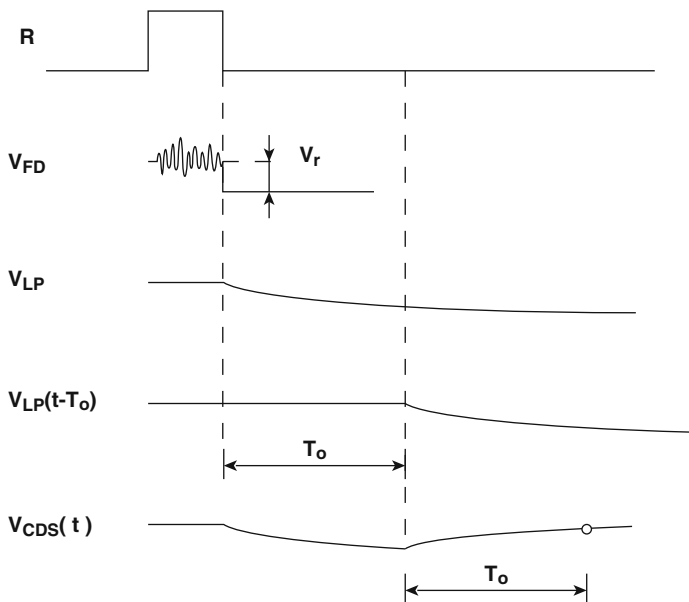 R
V_FD
V_r
V_LP
V_LP(t-T_o)
T_o
V_CDS(t)
T_o